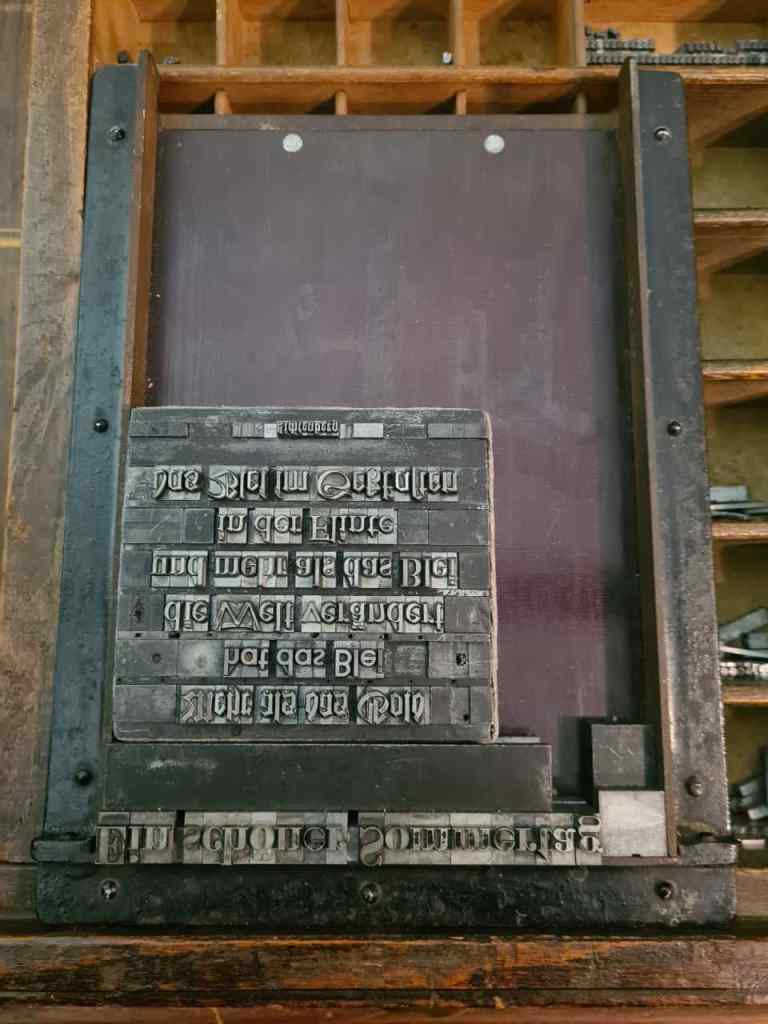 Ein schöner Sommertag
Mehr als das Gold
hat das Blei
die Welt verändert
und mehr als das Blei
in der Flinte
das Blei im Setzkasten
Lichtenberg